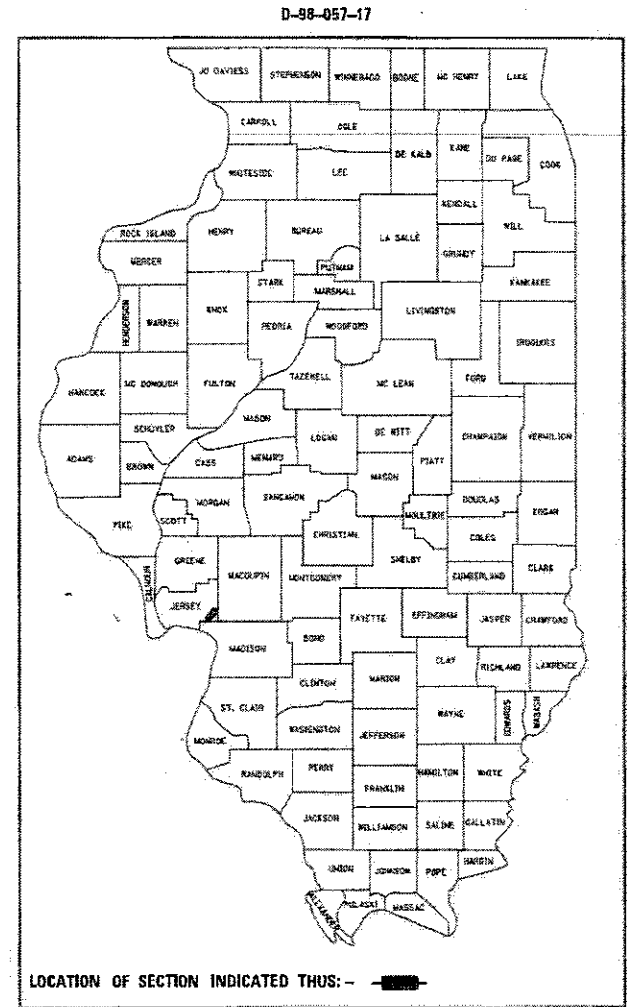 D-98-057-17
JO DAVIESS STEPHENSON WINNEBAGO BOONE MC HENRY LAKE
CARROLL OGLE
DE KALB KANE DU PAGE COOK
WHITESIDE LEE
KENDALL
ROCK ISLAND HENRY BUREAU LA SALLE WILL
MERCER PUTNAM GRUNDY
STARK MARSHALL KANKAKEE
HENDERSON WARREN KNOX PEORIA WOODFORD LIVINGSTON IROQUOIS
HANCOCK MC DONOUGH FULTON TAZEWELL MC LEAN FORD
SCHUYLER MASON LOGAN DE WITT CHAMPAIGN VERMILION
ADAMS BROWN CASS MENARD MACON PIATT
MORGAN SANGAMON DOUGLAS EDGAR
PIKE SCOTT CHRISTIAN MOULTRIE COLES
GREENE SHELBY
CALHOUN MACOUPIN MONTGOMERY CUMBERLAND CLARK
JERSEY
FAYETTE EFFINGHAM JASPER CRAWFORD
MADISON BOND
CLAY RICHLAND LAWRENCE
CLINTON MARION
ST. CLAIR WAYNE EDWARDS WABASH
MONROE WASHINGTON JEFFERSON
RANDOLPH PERRY HAMILTON WHITE
FRANKLIN
JACKSON WILLIAMSON SALINE GALLATIN
UNION JOHNSON POPE HARDIN
ALEXANDER PULASKI MASSAC
LOCATION OF SECTION INDICATED THUS: -